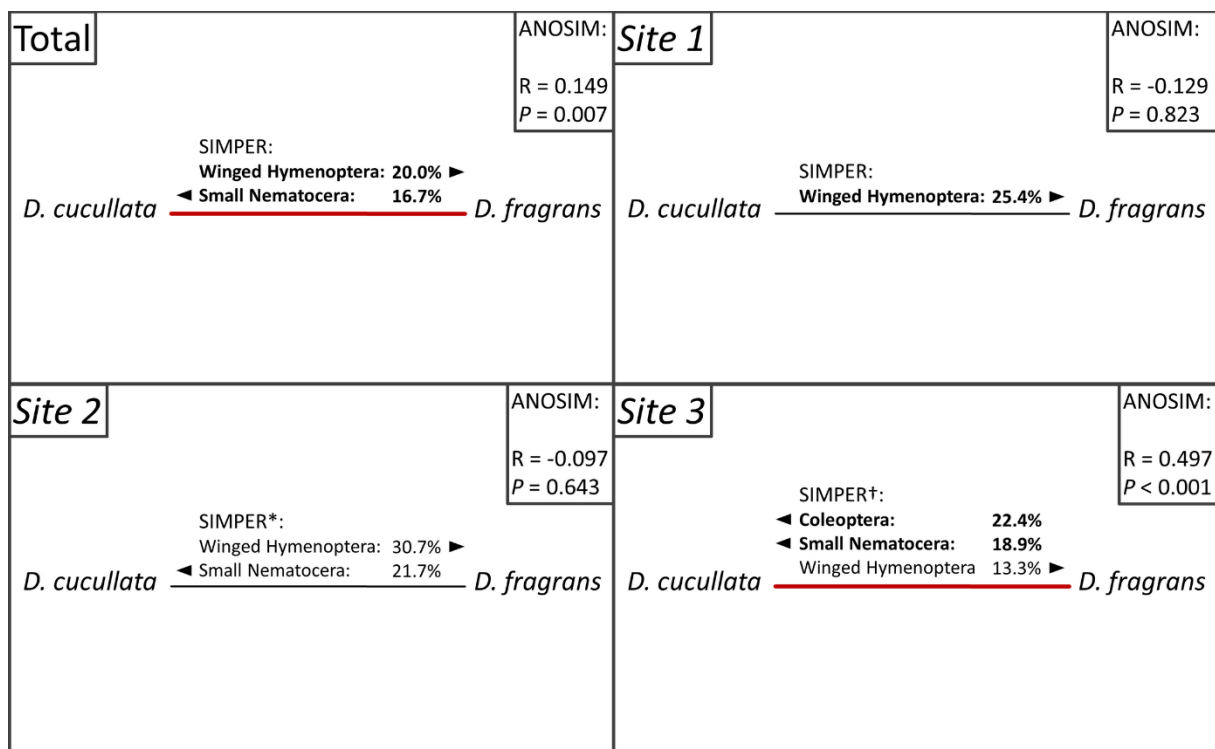 Total
ANOSIM:
R = 0.149
P = 0.007
SIMPER:
Winged Hymenoptera: 20.0% ►
◄ Small Nematocera: 16.7%
D. cucullata
D. fragrans
Site 1
ANOSIM:
R = -0.129
P = 0.823
SIMPER:
Winged Hymenoptera: 25.4% ►
D. cucullata
D. fragrans
Site 2
ANOSIM:
R = -0.097
P = 0.643
SIMPER*:
Winged Hymenoptera: 30.7% ►
◄ Small Nematocera: 21.7%
D. cucullata
D. fragrans
Site 3
ANOSIM:
R = 0.497
P < 0.001
SIMPER†:
◄ Coleoptera: 22.4%
◄ Small Nematocera: 18.9%
Winged Hymenoptera 13.3% ►
D. cucullata
D. fragrans